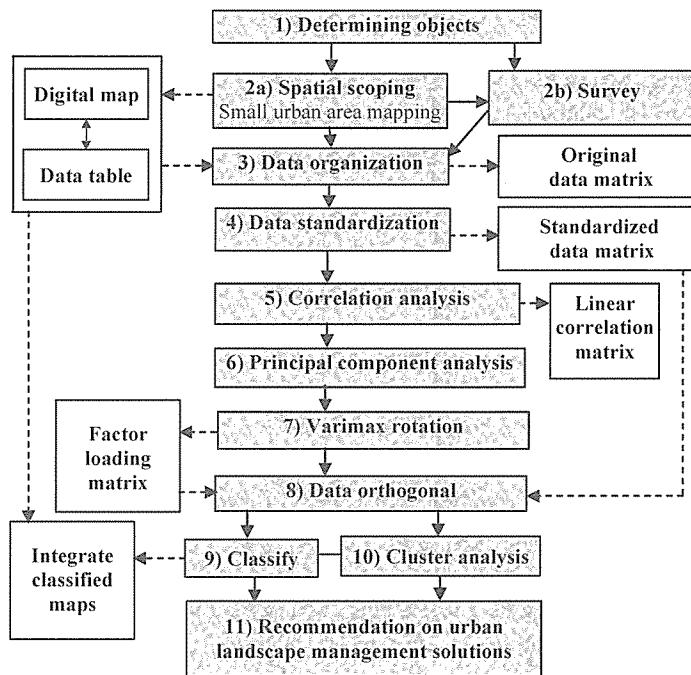 1) Determining objects
Digital map
2a) Spatial scoping
Small urban area mapping
2b) Survey
Data table
3) Data organization
Original
data matrix
4) Data standardization
Standardized
data matrix
5) Correlation analysis
Linear
correlation
matrix
6) Principal component analysis
7) Varimax rotation
Factor
loading
matrix
8) Data orthogonal
Integrate
classified
maps
9) Classify
10) Cluster analysis
11) Recommendation on urban
landscape management solutions